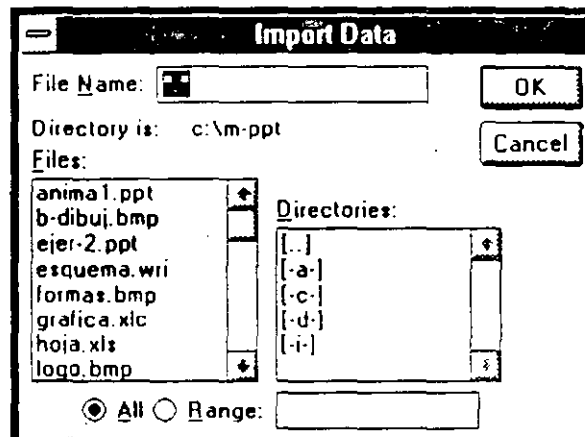 Import Data
File Name: *.*
OK
Directory is: c:\m-ppt
Cancel
Files:
anima1.ppt
b-dibuj.bmp
ejer-2.ppt
esquema.wri
formas.bmp
grafica.xlc
hoja.xls
logo.bmp
Directories:
[..]
[-a-]
[-c-]
[-d-]
[-i-]
All Range: